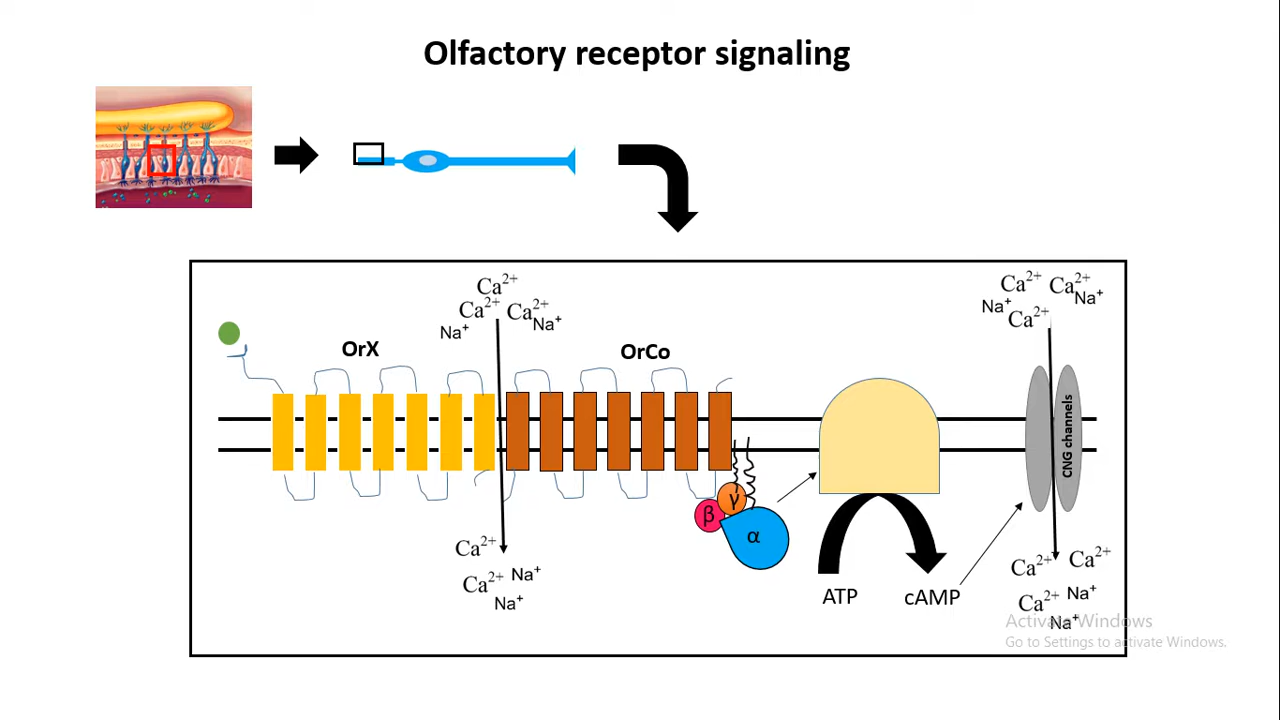 Olfactory receptor signaling
Ca²⁺
Ca²⁺ Ca²⁺
Na⁺ Na⁺
OrX
OrCo
Ca²⁺ Ca²⁺
Na⁺ Na⁺
Ca²⁺
CNG channels
β γ
α
Ca²⁺
Ca²⁺ Na⁺
Na⁺
ATP
cAMP
Ca²⁺ Ca²⁺
Ca²⁺ Na⁺
Na⁺
Activate Windows
Go to Settings to activate Windows.